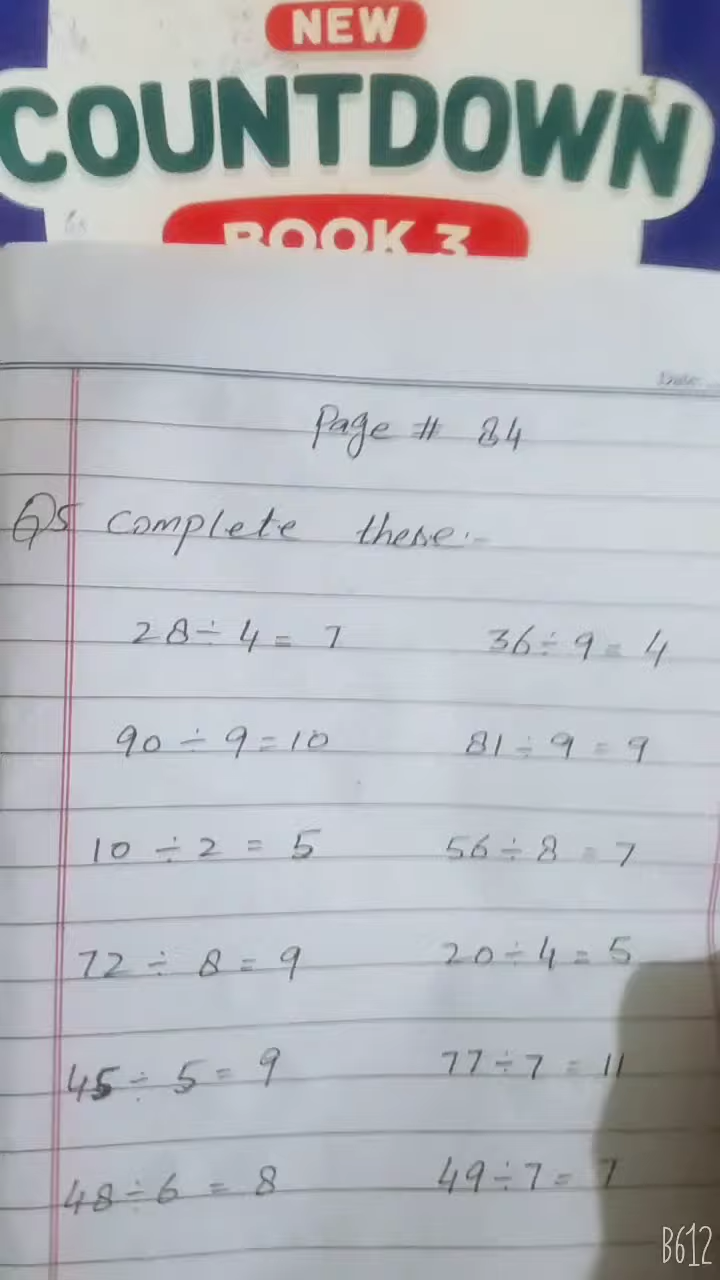 NEW
COUNTDOWN
BOOK 3
Date:
Page # 84
Q5 Complete these:-
28 ÷ 4 = 7 36 ÷ 9 = 4
90 ÷ 9 = 10 81 ÷ 9 = 9
10 ÷ 2 = 5 56 ÷ 8 = 7
72 ÷ 8 = 9 20 ÷ 4 = 5
45 ÷ 5 = 9 77 ÷ 7 = 11
48 ÷ 6 = 8 49 ÷ 7 = 7
B612